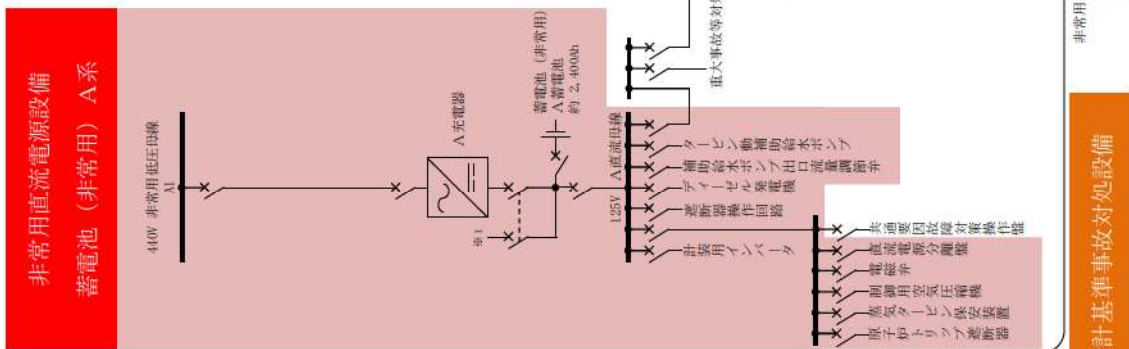 非常用直流電源設備
蓄電池（非常用）A系
440V 非常用低圧母線
A1
A充電器
※1
蓄電池（非常用）
A蓄電池
約 2,400Ah
125V A直流母線
計装用インバータ
遮断器操作回路
ディーゼル発電機
補助給水ポンプ出口流量調節弁
タービン動補助給水ポンプ
重大事故等対処
原子炉トリップ遮断器
蒸気タービン保安装置
制御用空気圧縮機
電磁弁
直流電源分離盤
共通要因故障対策操作盤
非常用
計基準事故対処設備